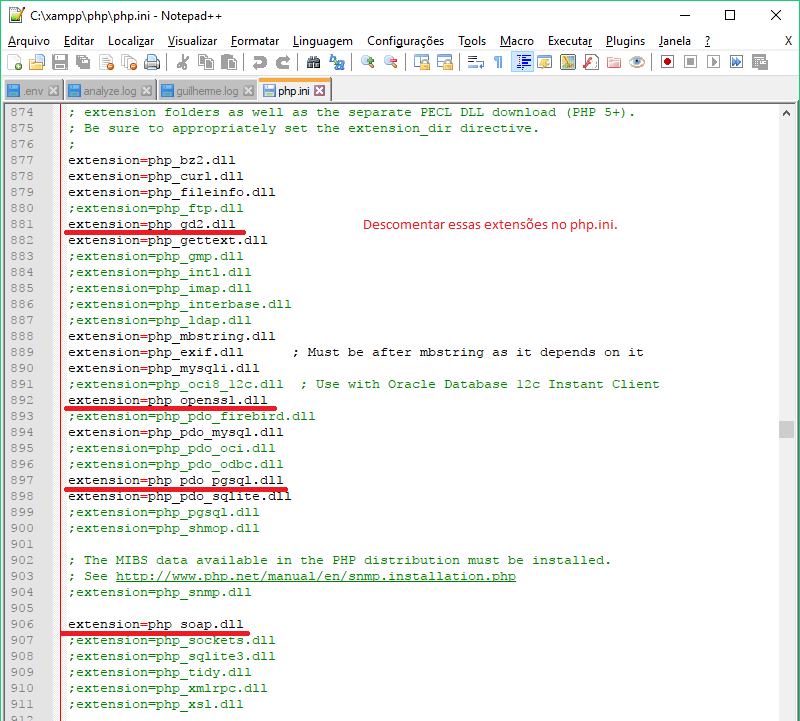 C:\xampp\php\php.ini - Notepad++
Arquivo Editar Localizar Visualizar Formatar Linguagem Configurações Tools Macro Executar Plugins Janela ? X
.env analyze.log guilherme.log php.ini
874 ; extension folders as well as the separate PECL DLL download (PHP 5+).
875 ; Be sure to appropriately set the extension_dir directive.
876 ;
877 extension=php_bz2.dll
878 extension=php_curl.dll
879 extension=php_fileinfo.dll
880 ;extension=php_ftp.dll
881 extension=php_gd2.dll Descomentar essas extensões no php.ini.
882 extension=php_gettext.dll
883 ;extension=php_gmp.dll
884 ;extension=php_intl.dll
885 ;extension=php_imap.dll
886 ;extension=php_interbase.dll
887 ;extension=php_ldap.dll
888 extension=php_mbstring.dll
889 extension=php_exif.dll ; Must be after mbstring as it depends on it
890 extension=php_mysqli.dll
891 ;extension=php_oci8_12c.dll ; Use with Oracle Database 12c Instant Client
892 extension=php_openssl.dll
893 ;extension=php_pdo_firebird.dll
894 extension=php_pdo_mysql.dll
895 ;extension=php_pdo_oci.dll
896 ;extension=php_pdo_odbc.dll
897 extension=php_pdo_pgsql.dll
898 extension=php_pdo_sqlite.dll
899 ;extension=php_pgsql.dll
900 ;extension=php_shmop.dll
901
902 ; The MIBS data available in the PHP distribution must be installed.
903 ; See http://www.php.net/manual/en/snmp.installation.php
904 ;extension=php_snmp.dll
905
906 extension=php_soap.dll
907 ;extension=php_sockets.dll
908 ;extension=php_sqlite3.dll
909 ;extension=php_tidy.dll
910 ;extension=php_xmlrpc.dll
911 ;extension=php_xsl.dll
912